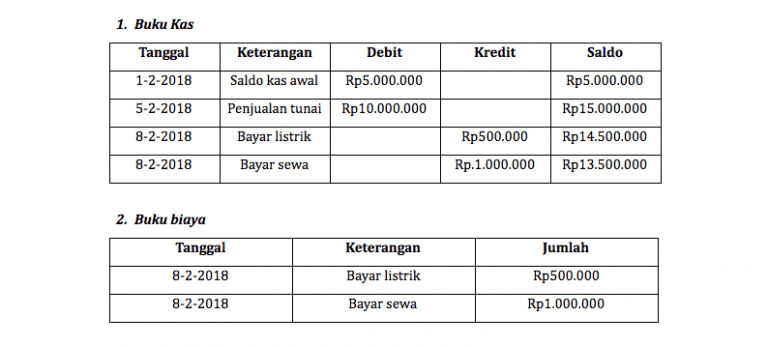 1. Buku Kas
Tanggal Keterangan Debit Kredit Saldo
1-2-2018 Saldo kas awal Rp5.000.000 Rp5.000.000
5-2-2018 Penjualan tunai Rp10.000.000 Rp15.000.000
8-2-2018 Bayar listrik Rp500.000 Rp14.500.000
8-2-2018 Bayar sewa Rp.1.000.000 Rp13.500.000
2. Buku biaya
Tanggal Keterangan Jumlah
8-2-2018 Bayar listrik Rp500.000
8-2-2018 Bayar sewa Rp1.000.000